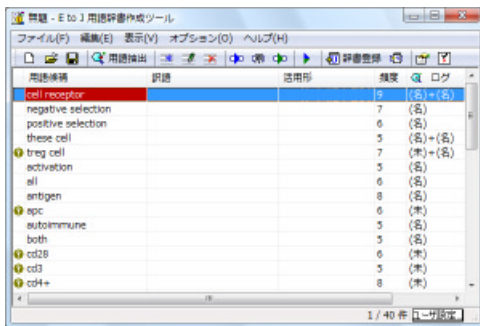 無題 - E to J 用語辞書作成ツール
ファイル(F) 編集(E) 表示(V) オプション(O) ヘルプ(H)
用語抽出 辞書登録
用語候補 訳語 活用形 頻度 ログ
cell receptor 9 (名)+(名)
negative selection 7 (名)
positive selection 6 (名)
these cell 5 (名)+(名)
treg cell 7 (未)+(名)
activation 5 (名)
all 6 (名)
antigen 8 (名)
apc 6 (未)
autoimmune 5 (名)
both 5 (名)
cd28 6 (未)
cd3 5 (未)
cd4+ 8 (未)
1 / 40 件 ユーザ設定